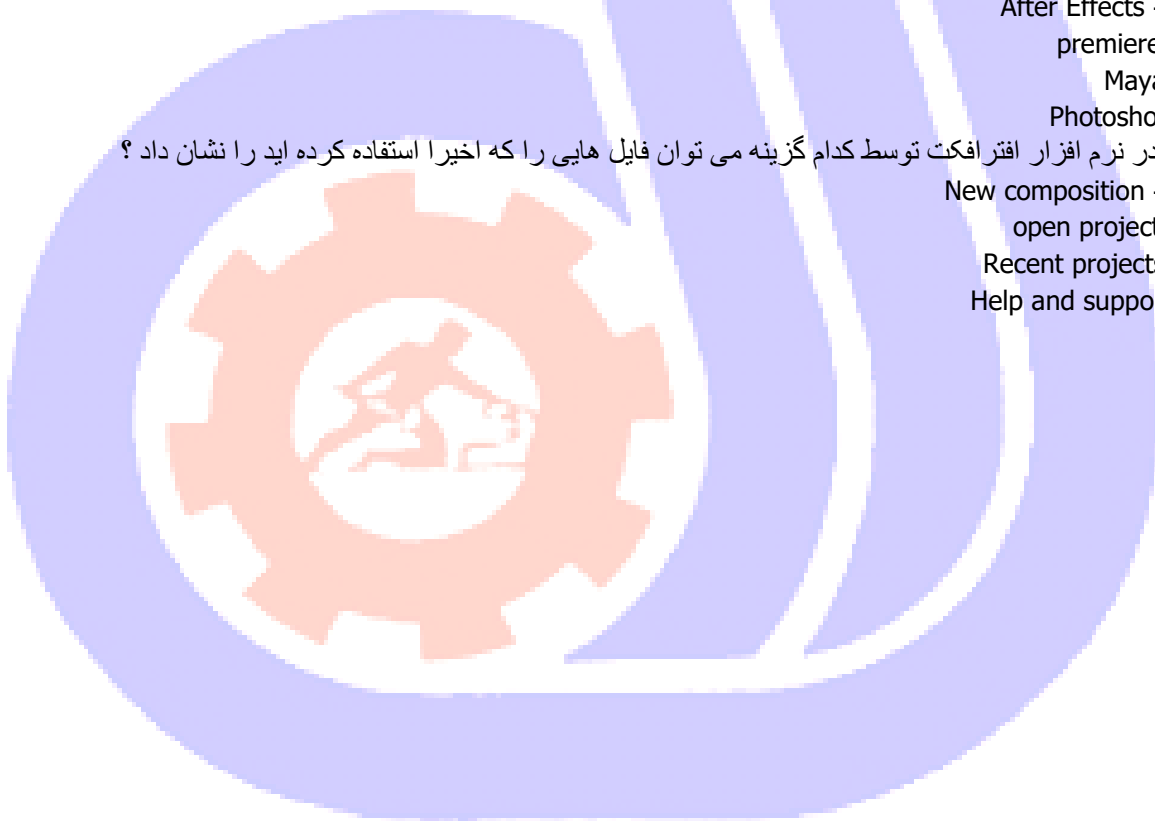 After Effects -
premiere
Maya
Photosho
در نرم افزار افترافکت توسط کدام گزینه می توان فایل هایی را که اخیرا استفاده کرده اید را نشان داد ؟
New composition -
open project
Recent projects
Help and suppo